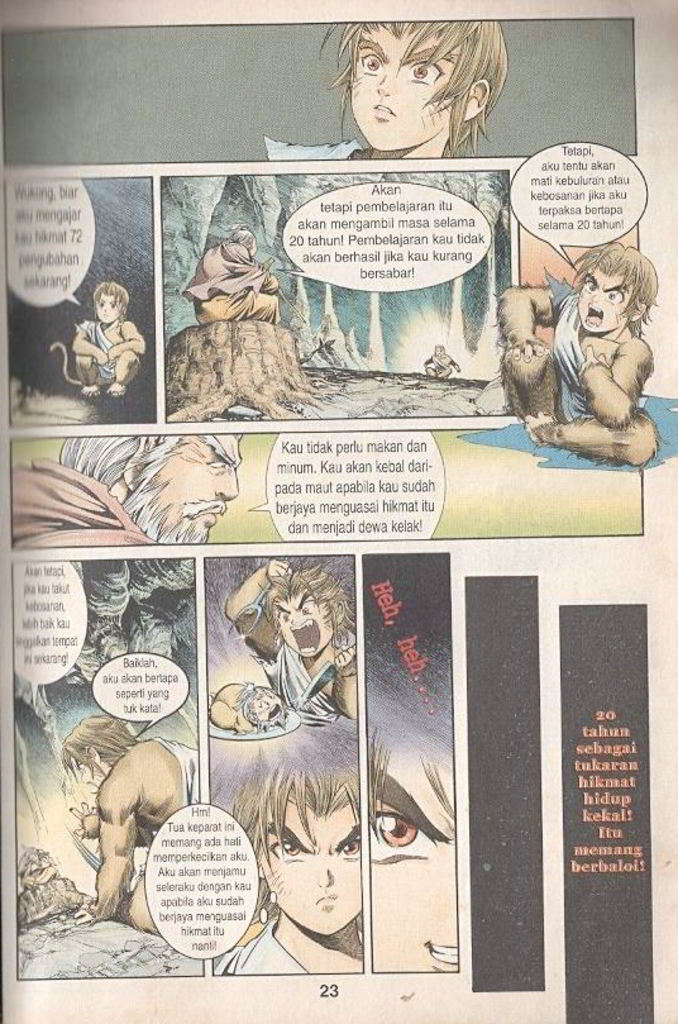 Wukong, biar
aku mengajar
kau hikmat 72
pengubahan
sekarang!
Akan
tetapi pembelajaran itu
akan mengambil masa selama
20 tahun! Pembelajaran kau tidak
akan berhasil jika kau kurang
bersabar!
Tetapi,
aku tentu akan
mati kebuluran atau
kebosanan jika aku
terpaksa bertapa
selama 20 tahun!
Kau tidak perlu makan dan
minum. Kau akan kebal dari-
pada maut apabila kau sudah
berjaya menguasai hikmat itu
dan menjadi dewa kelak!
Akan tetapi,
jika kau takut
kebosanan,
lebih baik kau
tinggalkan tempat
ini sekarang!
Baiklah,
aku akan bertapa
seperti yang
tuk kata!
Hm!
Tua keparat ini
memang ada hati
memperkecilkan aku.
Aku akan menjamu
seleraku dengan kau
apabila aku sudah
berjaya menguasai
hikmat itu
nanti!
Heh, heh....
20
tahun
sebagai
tukaran
hikmat
hidup
kekal!
Itu
memang
berbaloi!
23